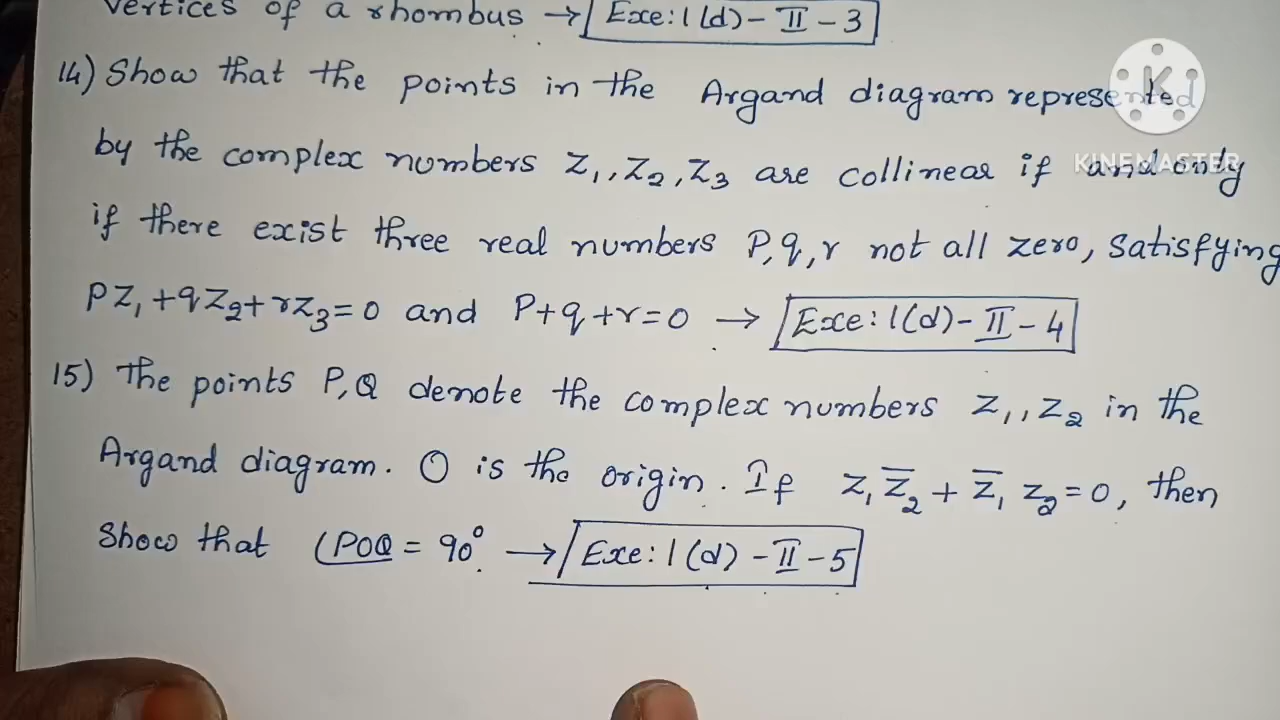 vertices of a rhombus → Exe: 1(d) - II - 3
14) Show that the points in the Argand diagram represented
by the complex numbers z₁, z₂, z₃ are collinear if and only
if there exist three real numbers P, q, r not all zero, satisfying
pz₁ + qz₂ + rz₃ = 0 and P + q + r = 0 → Exe: 1(d) - II - 4
15) The points P, Q denote the complex numbers z₁, z₂ in the
Argand diagram. O is the origin. If z₁z̅₂ + z̅₁z₂ = 0, then
Show that ∠POQ = 90° → Exe: 1(d) - II - 5
K
KINEMASTER